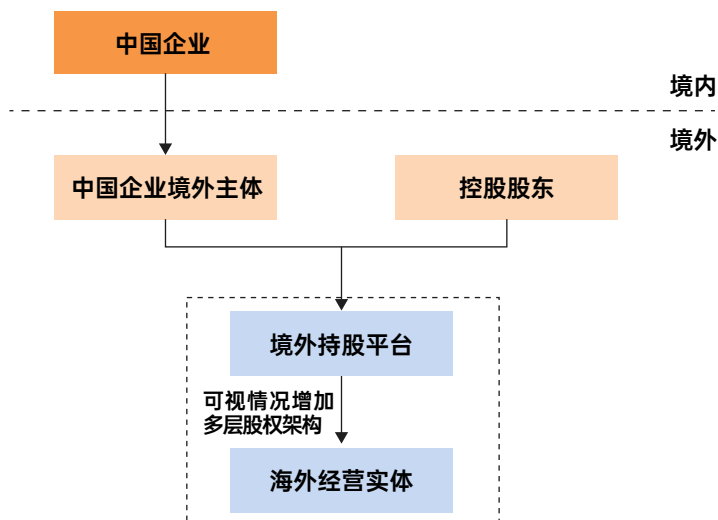 中国企业
境内
境外
中国企业境外主体
控股股东
境外持股平台
可视情况增加
多层股权架构
海外经营实体